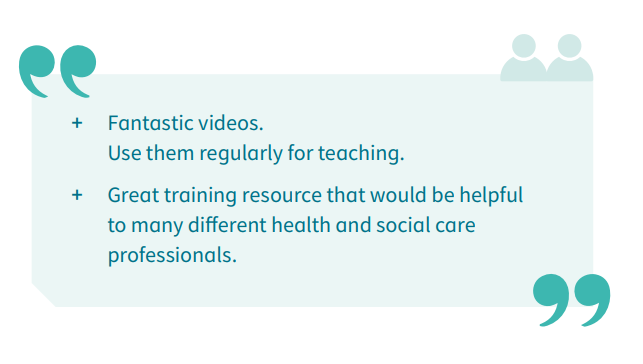 + Fantastic videos.
Use them regularly for teaching.
+ Great training resource that would be helpful
to many different health and social care
professionals.